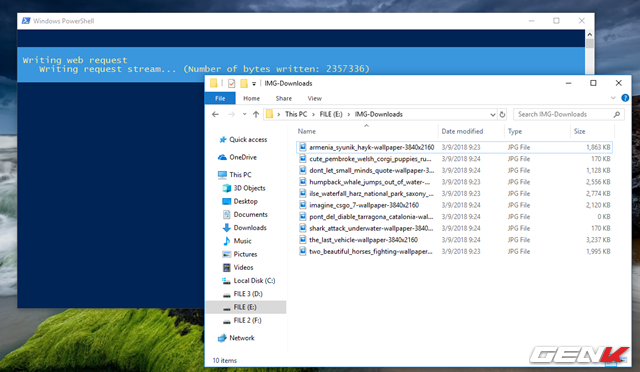 Windows PowerShell
Writing web request
Writing request stream... (Number of bytes written: 2357336)
IMG-Downloads
File Home Share View
This PC > FILE (E:) > IMG-Downloads
Search IMG-Downloads
Name Date modified Type Size
armenia_syunik_hayk-wallpaper-3840x2160 3/9/2018 9:23 JPG File 1,863 KB
cute_pembroke_welsh_corgi_puppies_ru... 3/9/2018 9:23 JPG File 170 KB
dont_let_small_minds_quote-wallpaper-3... 3/9/2018 9:24 JPG File 1,128 KB
humpback_whale_jumps_out_of_water-... 3/9/2018 9:23 JPG File 2,556 KB
ilse_waterfall_harz_national_park_saxony_... 3/9/2018 9:23 JPG File 2,774 KB
imagine_csgo_7-wallpaper-3840x2160 3/9/2018 9:24 JPG File 2,120 KB
pont_del_diable_tarragona_catalonia-wal... 3/9/2018 9:24 JPG File 0 KB
shark_attack_underwater-wallpaper-3840... 3/9/2018 9:24 JPG File 170 KB
the_last_vehicle-wallpaper-3840x2160 3/9/2018 9:23 JPG File 3,237 KB
two_beautiful_horses_fighting-wallpaper... 3/9/2018 9:23 JPG File 1,995 KB
Quick access
OneDrive
This PC
3D Objects
Desktop
Documents
Downloads
Music
Pictures
Videos
Local Disk (C:)
FILE 3 (D:)
FILE (E:)
FILE 2 (F:)
Network
10 items
GENK